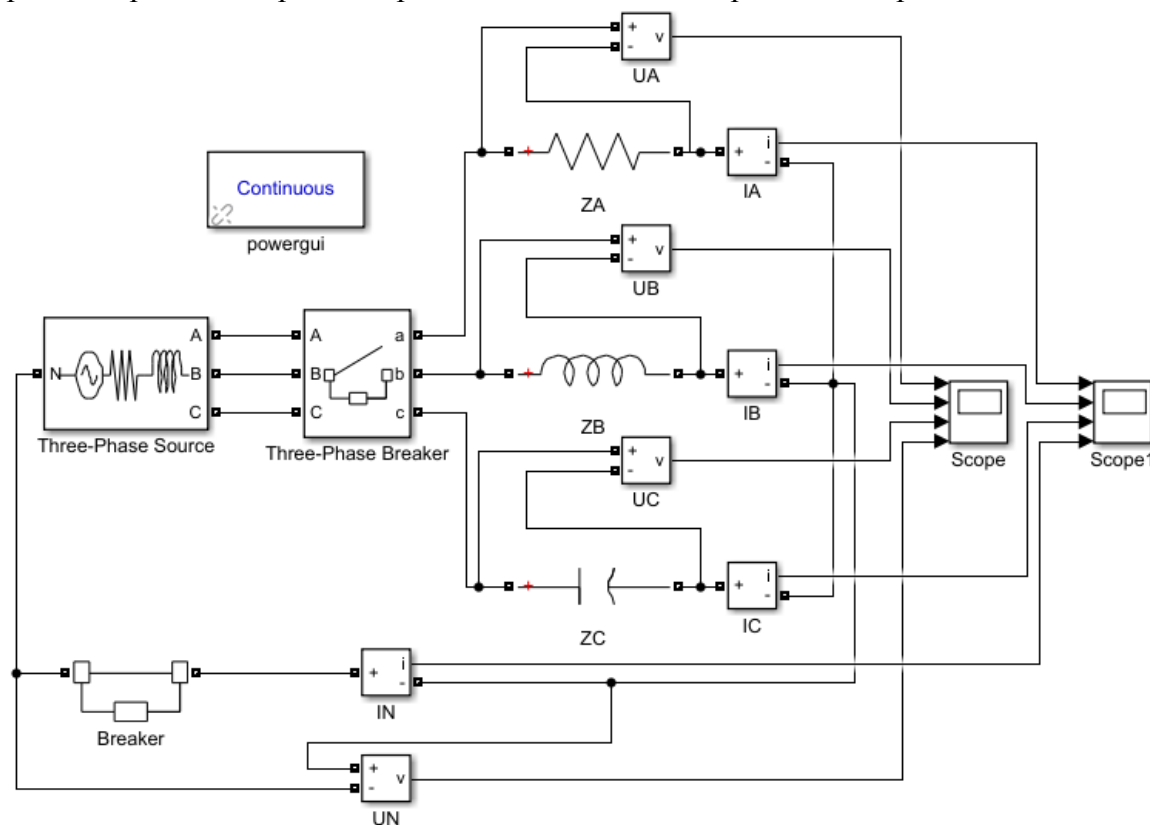 +
-
v
UA
+
i
-
IA
ZA
Continuous
powergui
+
-
v
UB
N
A
B
C
Three-Phase Source
A
B
C
a
b
c
Three-Phase Breaker
+
i
-
IB
ZB
+
-
v
UC
Scope
Scope1
+
i
-
IC
ZC
Breaker
+
i
-
IN
+
-
v
UN